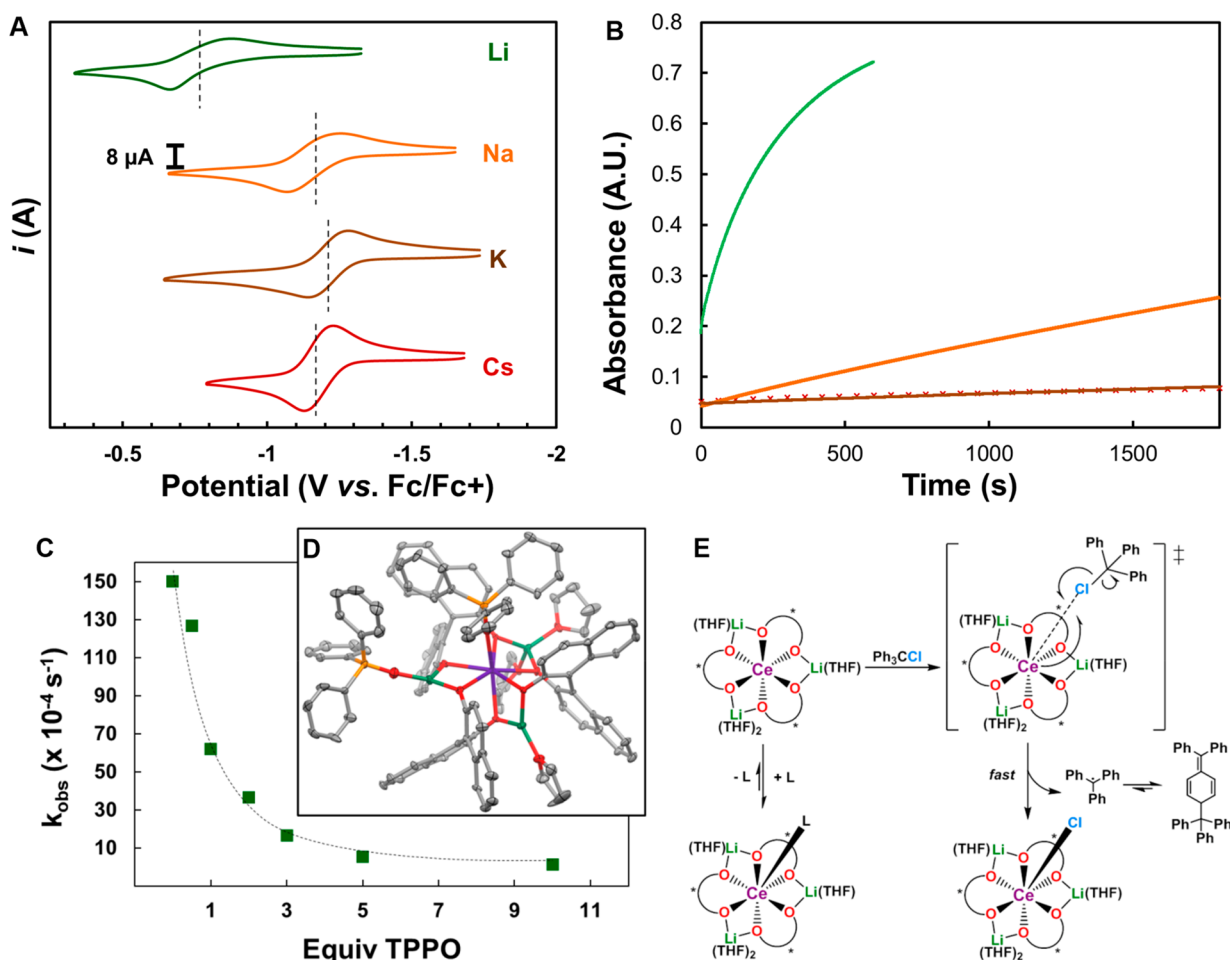 A
Li
8 µA
Na
K
Cs
i (A)
-0.5 -1 -1.5 -2
Potential (V vs. Fc/Fc+)
B
0.8
0.7
0.6
0.5
0.4
0.3
0.2
0.1
0
0 500 1000 1500
Absorbance (A.U.)
Time (s)
C
150
130
110
90
70
50
30
10
1 3 5 7 9 11
kobs (x 10-4 s-1)
Equiv TPPO
D
E
Ph
Ph
Cl
Ph
‡
(THF)Li O * O
* O Ce Li(THF)
O O
Li O *
(THF)2
Ph3CCl
(THF)Li O * O
* O Ce Li(THF)
O O
Li O *
(THF)2
- L + L
fast
Ph Ph
Ph
Ph Ph
Ph Ph
Ph
L
(THF)Li O * O
* O Ce Li(THF)
O O
Li O *
(THF)2
Cl
(THF)Li O * O
* O Ce Li(THF)
O O
Li O *
(THF)2